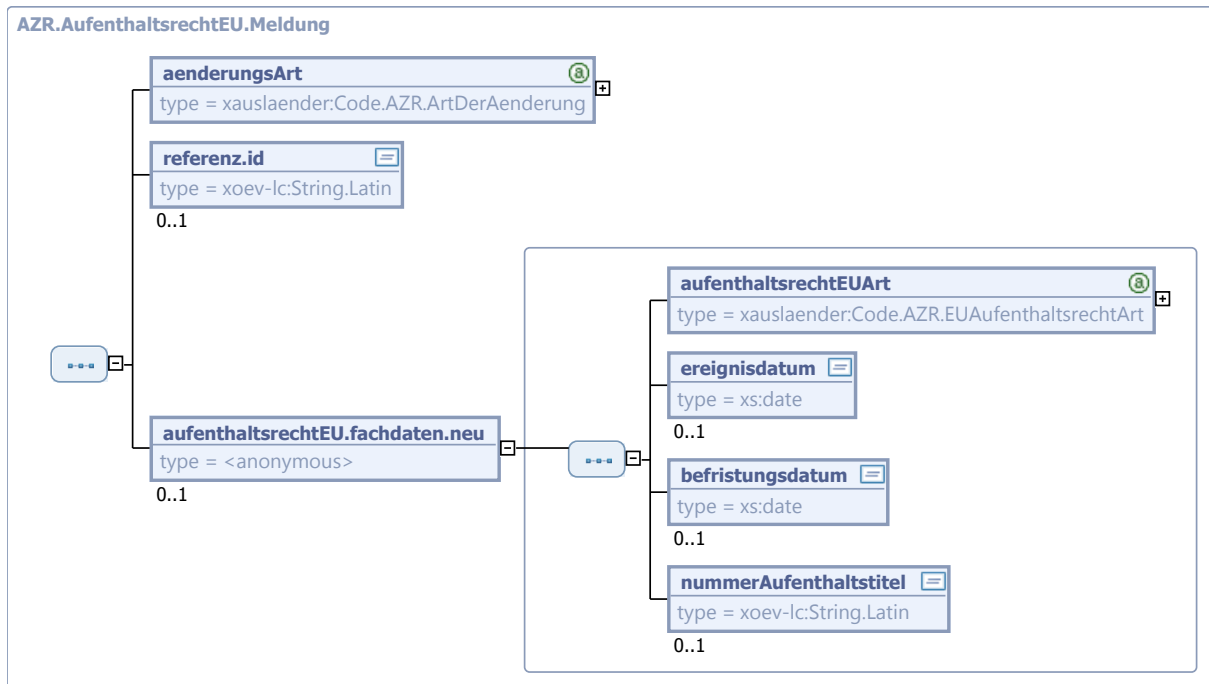 AZR.AufenthaltsrechtEU.Meldung
aenderungsArt
type = xauslaender:Code.AZR.ArtDerAenderung
referenz.id
type = xoev-lc:String.Latin
0..1
aufenthaltsrechtEU.fachdaten.neu
type = <anonymous>
0..1
aufenthaltsrechtEUArt
type = xauslaender:Code.AZR.EUAufenthaltsrechtArt
ereignisdatum
type = xs:date
0..1
befristungsdatum
type = xs:date
0..1
nummerAufenthaltstitel
type = xoev-lc:String.Latin
0..1